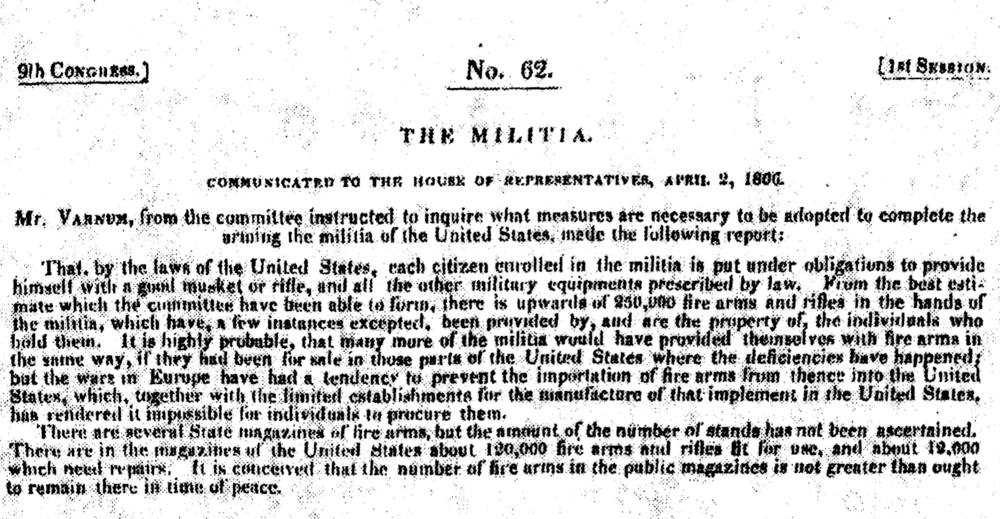 9th CONGRESS.]
No. 62.
[1st SESSION.
THE MILITIA.
COMMUNICATED TO THE HOUSE OF REPRESENTATIVES, APRIL 2, 1806.
Mr. VARNUM, from the committee instructed to inquire what measures are necessary to be adopted to complete the
arming the militia of the United States, made the following report:
That, by the laws of the United States, each citizen enrolled in the militia is put under obligations to provide
himself with a good musket or rifle, and all the other military equipments prescribed by law. From the best esti-
mate which the committee have been able to form, there is upwards of 250,000 fire arms and rifles in the hands of
the militia, which have, a few instances excepted, been provided by, and are the property of, the individuals who
hold them. It is highly probable, that many more of the militia would have provided themselves with fire arms in
the same way, if they had been for sale in those parts of the United States where the deficiencies have happened;
but the wars in Europe have had a tendency to prevent the importation of fire arms from thence into the United
States, which, together with the limited establishments for the manufacture of that implement in the United States,
has rendered it impossible for individuals to procure them.
There are several State magazines of fire arms, but the amount of the number of stands has not been ascertained.
There are in the magazines of the United States about 120,000 fire arms and rifles fit for use, and about 12,000
which need repairs. It is conceived that the number of fire arms in the public magazines is not greater than ought
to remain there in time of peace.